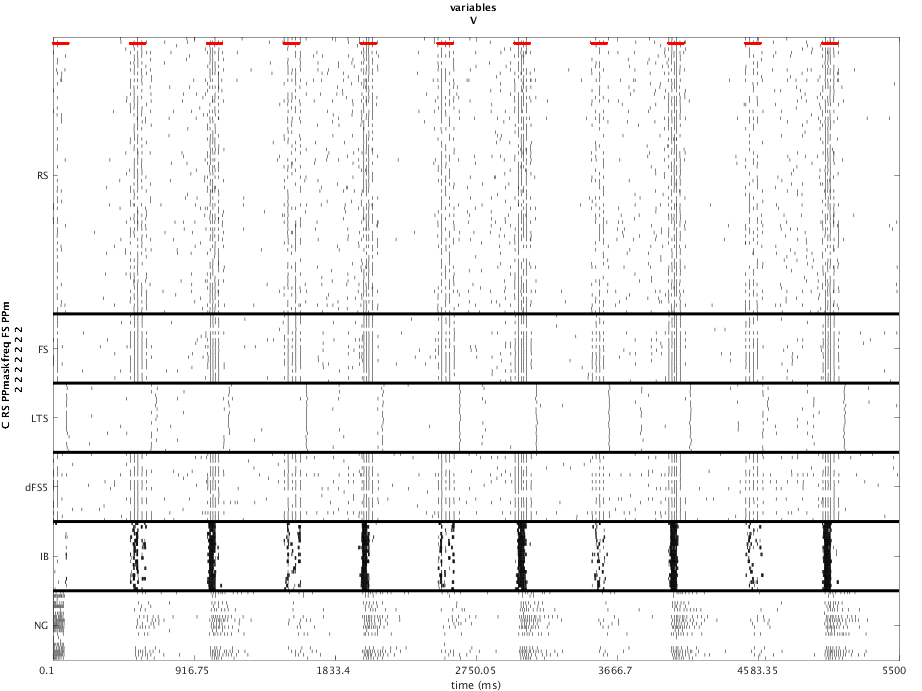 variables
V
C RS PPmaskfreq FS PPm
2 2 2 2 2 2 2
RS
FS
LTS
dFS5
IB
NG
0.1
916.75
1833.4
2750.05
3666.7
4583.35
5500
time (ms)